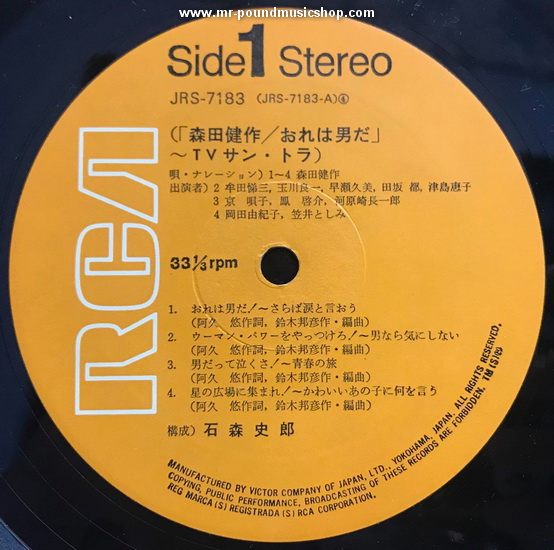 www.mr-poundmusicshop.com
Side 1 Stereo
JRS-7183 (JRS-7183-A)④
(「森田健作/おれは男だ」
~TVサン・トラ)
唄・ナレーション) 1~4 森田健作
出演者) 2 牟田悌三, 玉川良一, 早瀬久美, 田坂 都, 津島恵子
3 京 唄子, 鳳 啓介, 河原崎長一郎
4 岡田由紀子, 笠井としみ
33 1/3 rpm
RCA
1. おれは男だ!~さらば涙と言おう
(阿久 悠作詞, 鈴木邦彦作・編曲)
2. ウーマン・パワーをやっつけろ!~男なら気にしない
(阿久 悠作詞, 鈴木邦彦作・編曲)
3. 男だって泣くさ!~青春の旅
(阿久 悠作詞, 鈴木邦彦作・編曲)
4. 星の広場に集まれ!~かわいいあの子に何を言う
(阿久 悠作詞, 鈴木邦彦作・編曲)
構成) 石森史郎
MANUFACTURED BY VICTOR COMPANY OF JAPAN, LTD., YOKOHAMA, JAPAN. ALL RIGHTS RESERVED.
COPYING, PUBLIC PERFORMANCE, BROADCASTING OF THESE RECORDS ARE FORBIDDEN. TM(S)®
REG MARCA(S) REGISTRADA(S) RCA CORPORATION.